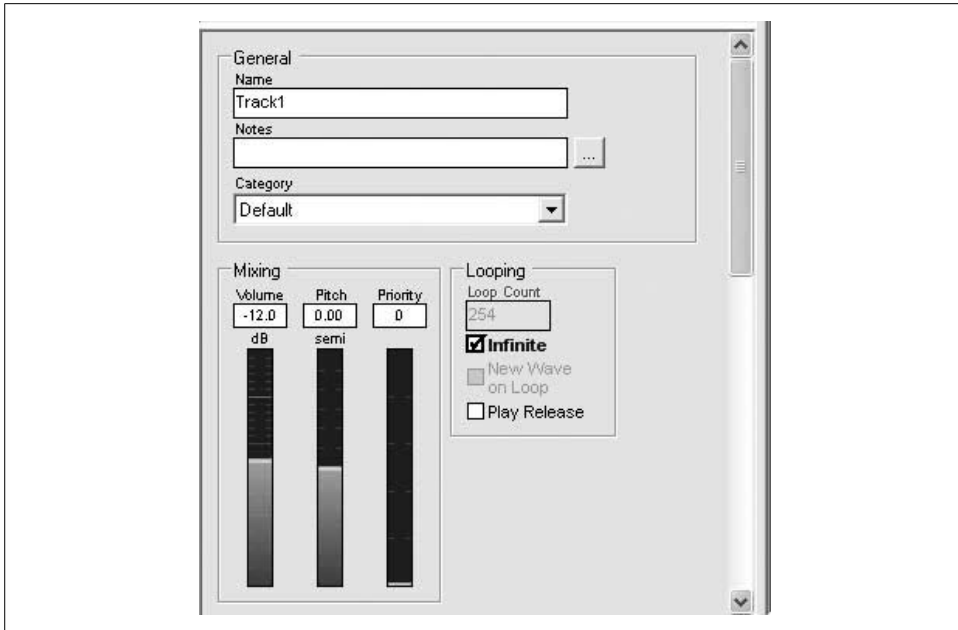 General
Name
Track1
Notes
...
Category
Default
Mixing
Volume Pitch Priority
-12.0 0.00 0
dB semi
Looping
Loop Count
254
Infinite
New Wave
on Loop
Play Release